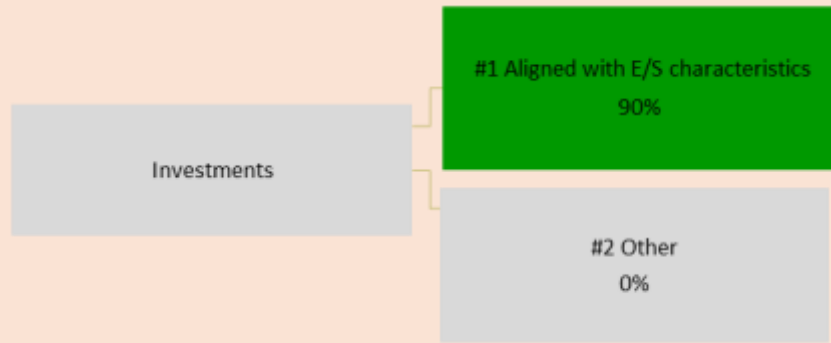 #1 Aligned with E/S characteristics
90%
Investments
#2 Other
0%